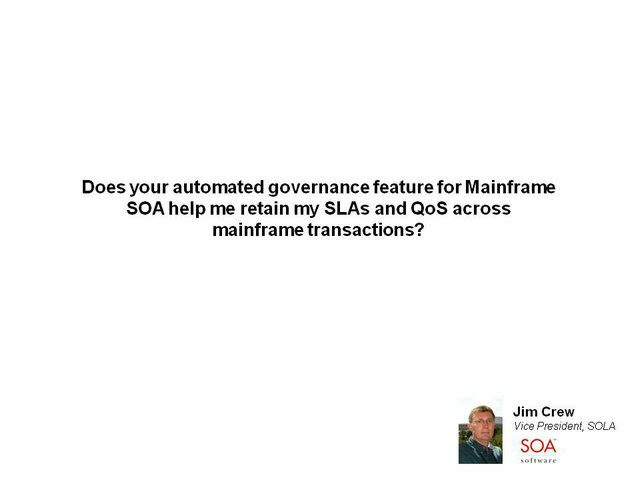 Does your automated governance feature for Mainframe
SOA help me retain my SLAs and QoS across
mainframe transactions?
Jim Crew
Vice President, SOLA
SOA™
software